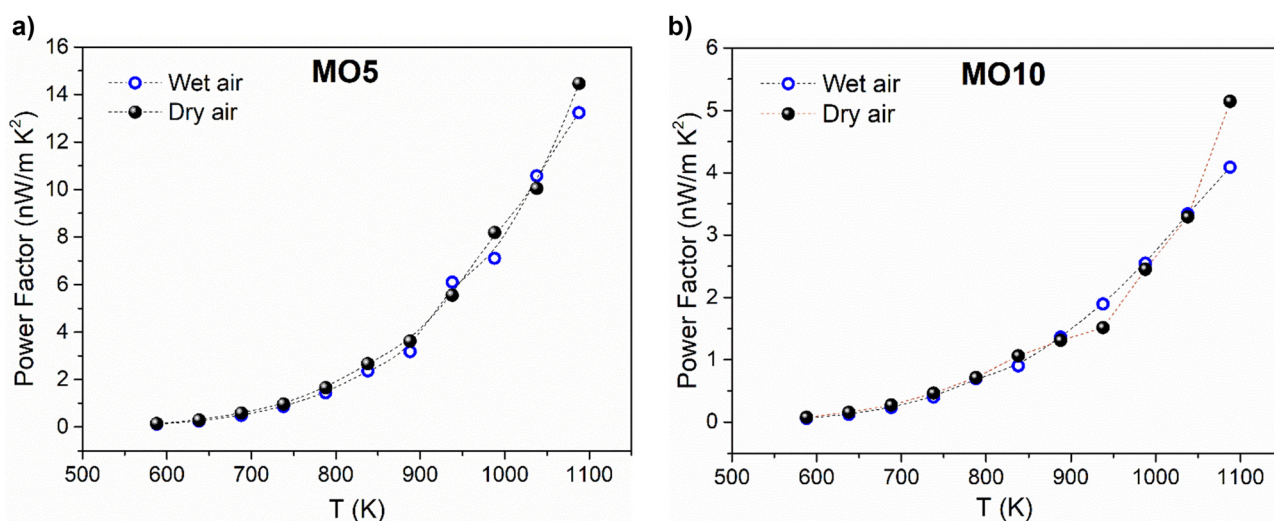 a)
MO5
Wet air
Dry air
Power Factor (nW/m K²)
16
14
12
10
8
6
4
2
0
500 600 700 800 900 1000 1100
T (K)
b)
MO10
Wet air
Dry air
Power Factor (nW/m K²)
6
5
4
3
2
1
0
500 600 700 800 900 1000 1100
T (K)